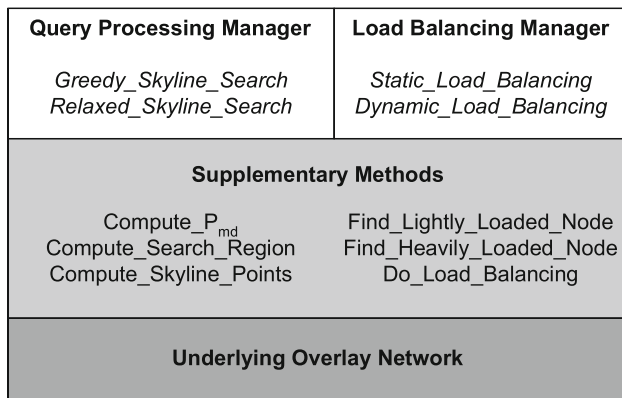 Query Processing Manager
Greedy_Skyline_Search
Relaxed_Skyline_Search
Load Balancing Manager
Static_Load_Balancing
Dynamic_Load_Balancing
Supplementary Methods
Compute_Pmd
Compute_Search_Region
Compute_Skyline_Points
Find_Lightly_Loaded_Node
Find_Heavily_Loaded_Node
Do_Load_Balancing
Underlying Overlay Network